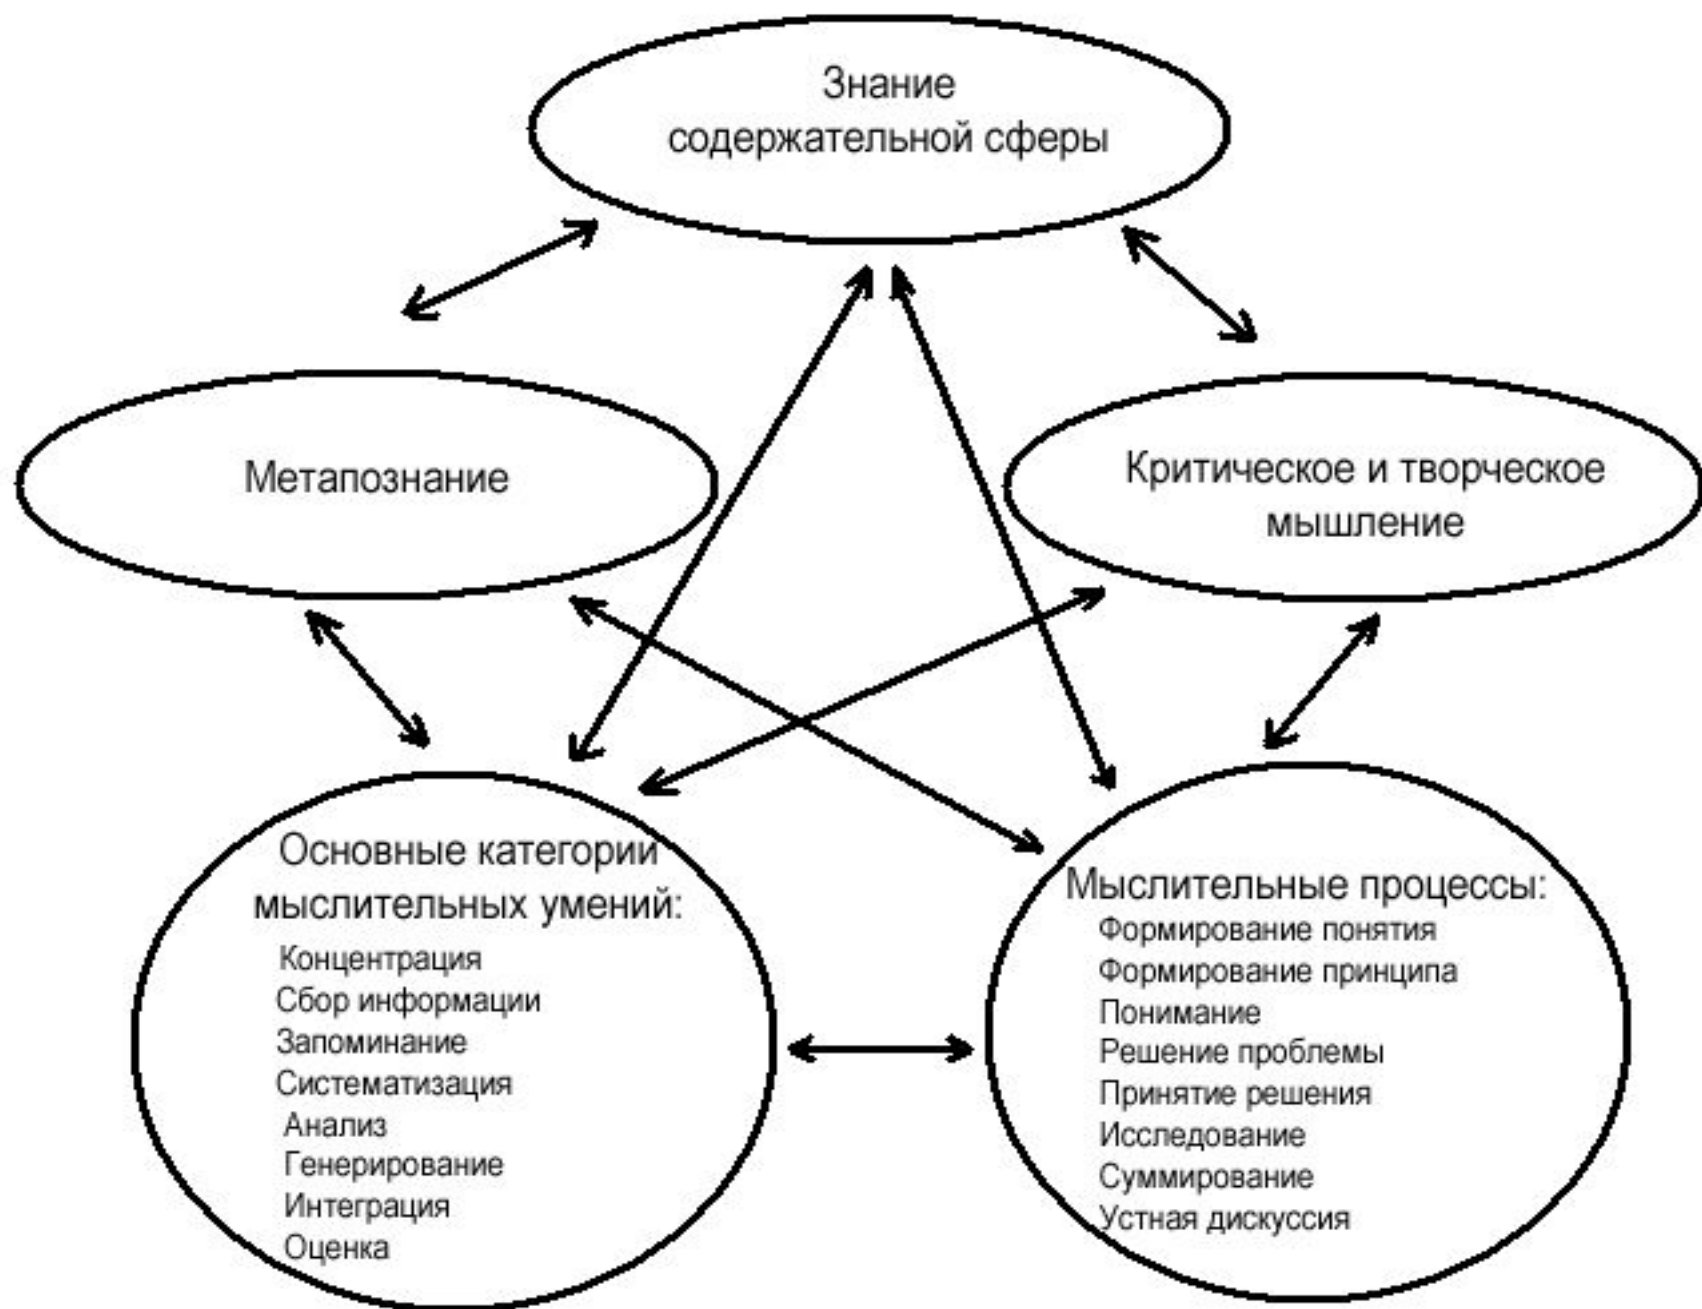 Знание
содержательной сферы
Метапознание
Критическое и творческое
мышление
Основные категории
мыслительных умений:
Концентрация
Сбор информации
Запоминание
Систематизация
Анализ
Генерирование
Интеграция
Оценка
Мыслительные процессы:
Формирование понятия
Формирование принципа
Понимание
Решение проблемы
Принятие решения
Исследование
Суммирование
Устная дискуссия